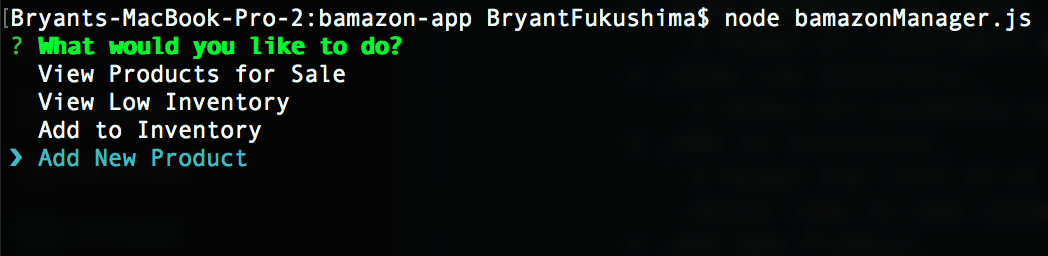 [Bryants-MacBook-Pro-2:bamazon-app BryantFukushima$ node bamazonManager.js
? What would you like to do?
View Products for Sale
View Low Inventory
Add to Inventory
❯ Add New Product